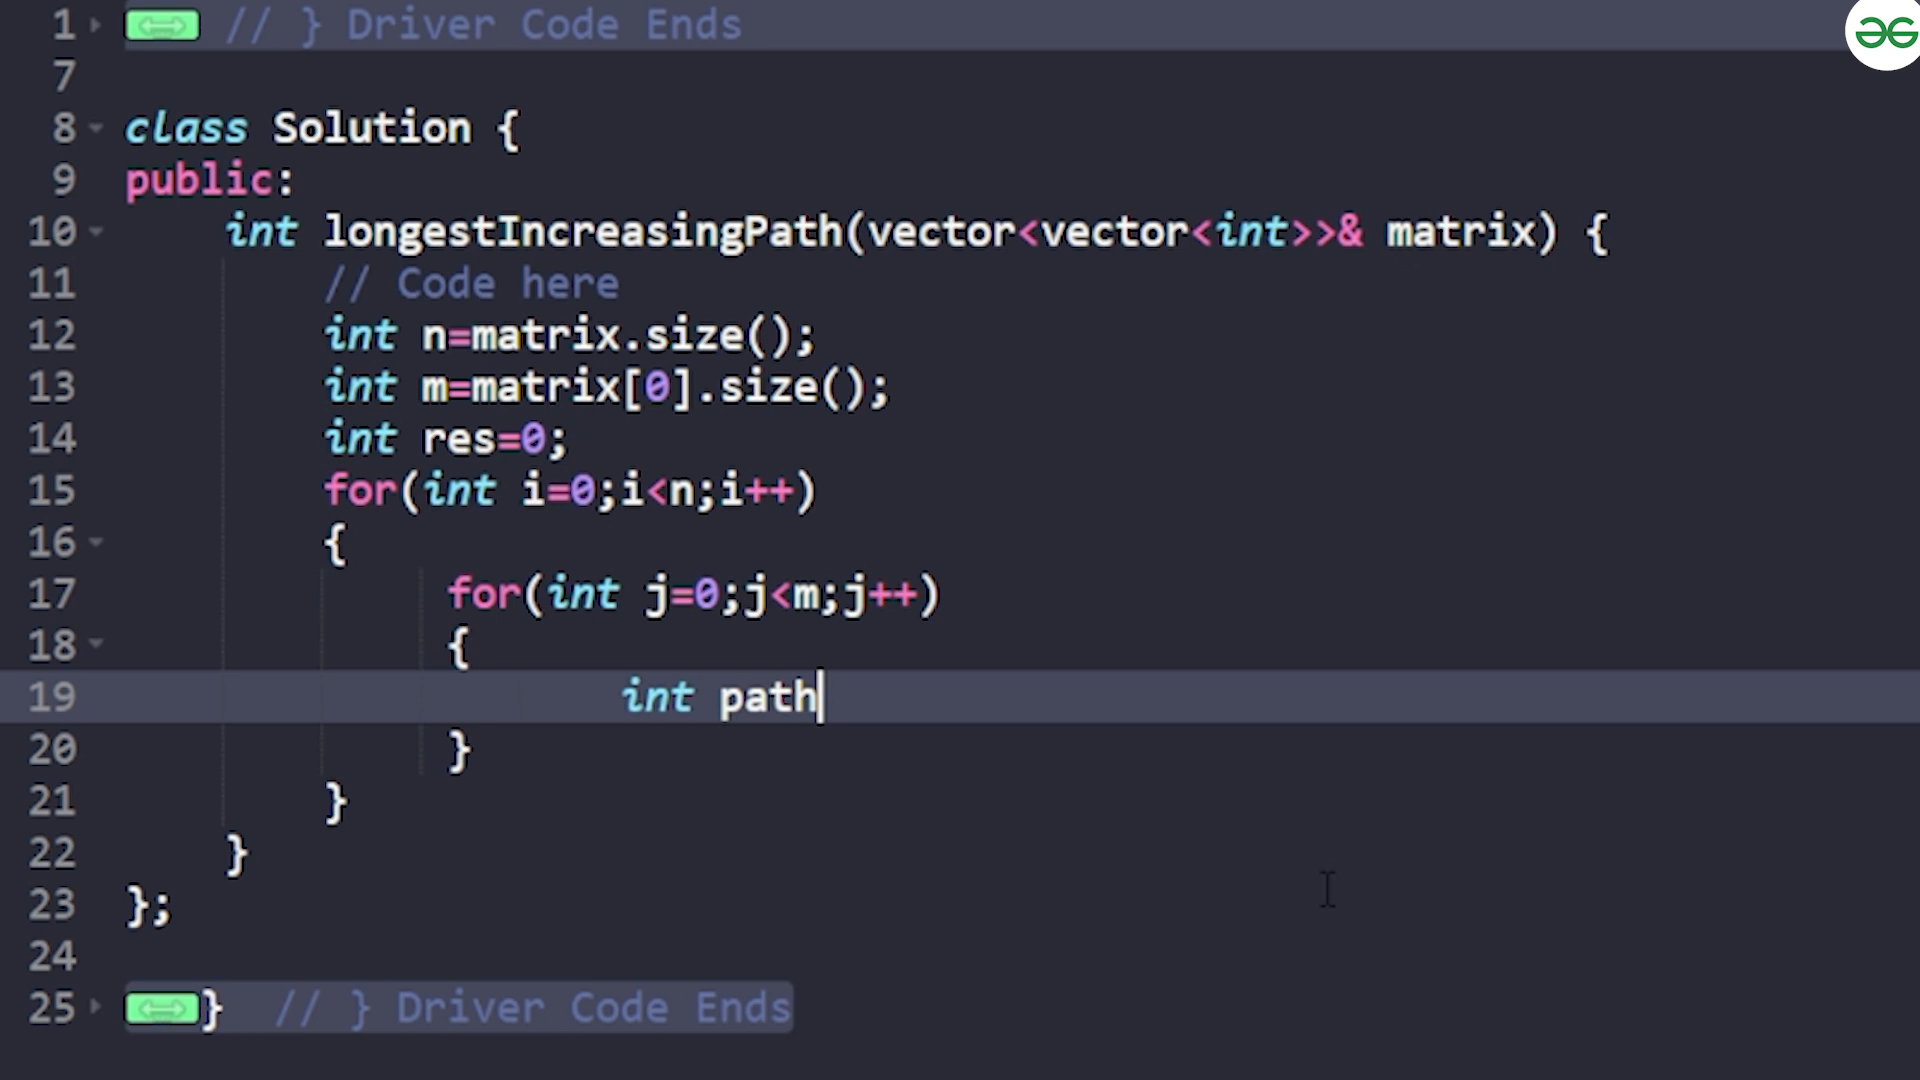 1 // } Driver Code Ends
7
8 class Solution {
9 public:
10 int longestIncreasingPath(vector<vector<int>>& matrix) {
11 // Code here
12 int n=matrix.size();
13 int m=matrix[0].size();
14 int res=0;
15 for(int i=0;i<n;i++)
16 {
17 for(int j=0;j<m;j++)
18 {
19 int path
20 }
21 }
22 }
23 };
24
25 } // } Driver Code Ends